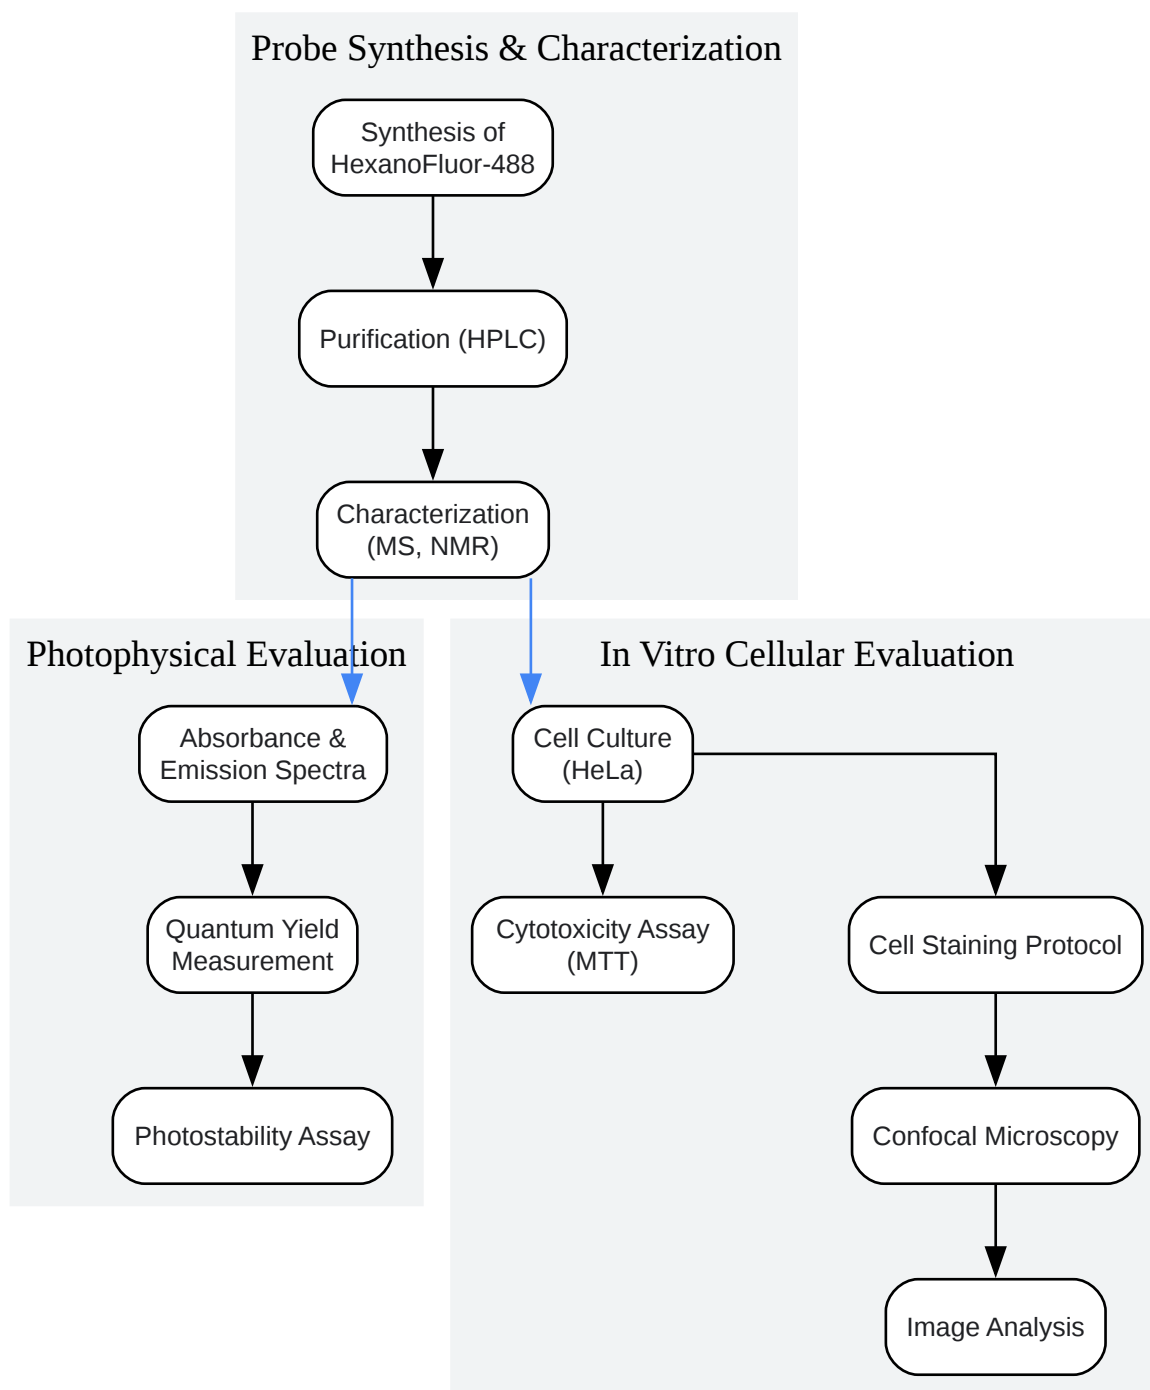 Probe Synthesis & Characterization
Synthesis of
HexanoFluor-488
Purification (HPLC)
Characterization
(MS, NMR)
Photophysical Evaluation
Absorbance &
Emission Spectra
Quantum Yield
Measurement
Photostability Assay
In Vitro Cellular Evaluation
Cell Culture
(HeLa)
Cytotoxicity Assay
(MTT)
Cell Staining Protocol
Confocal Microscopy
Image Analysis